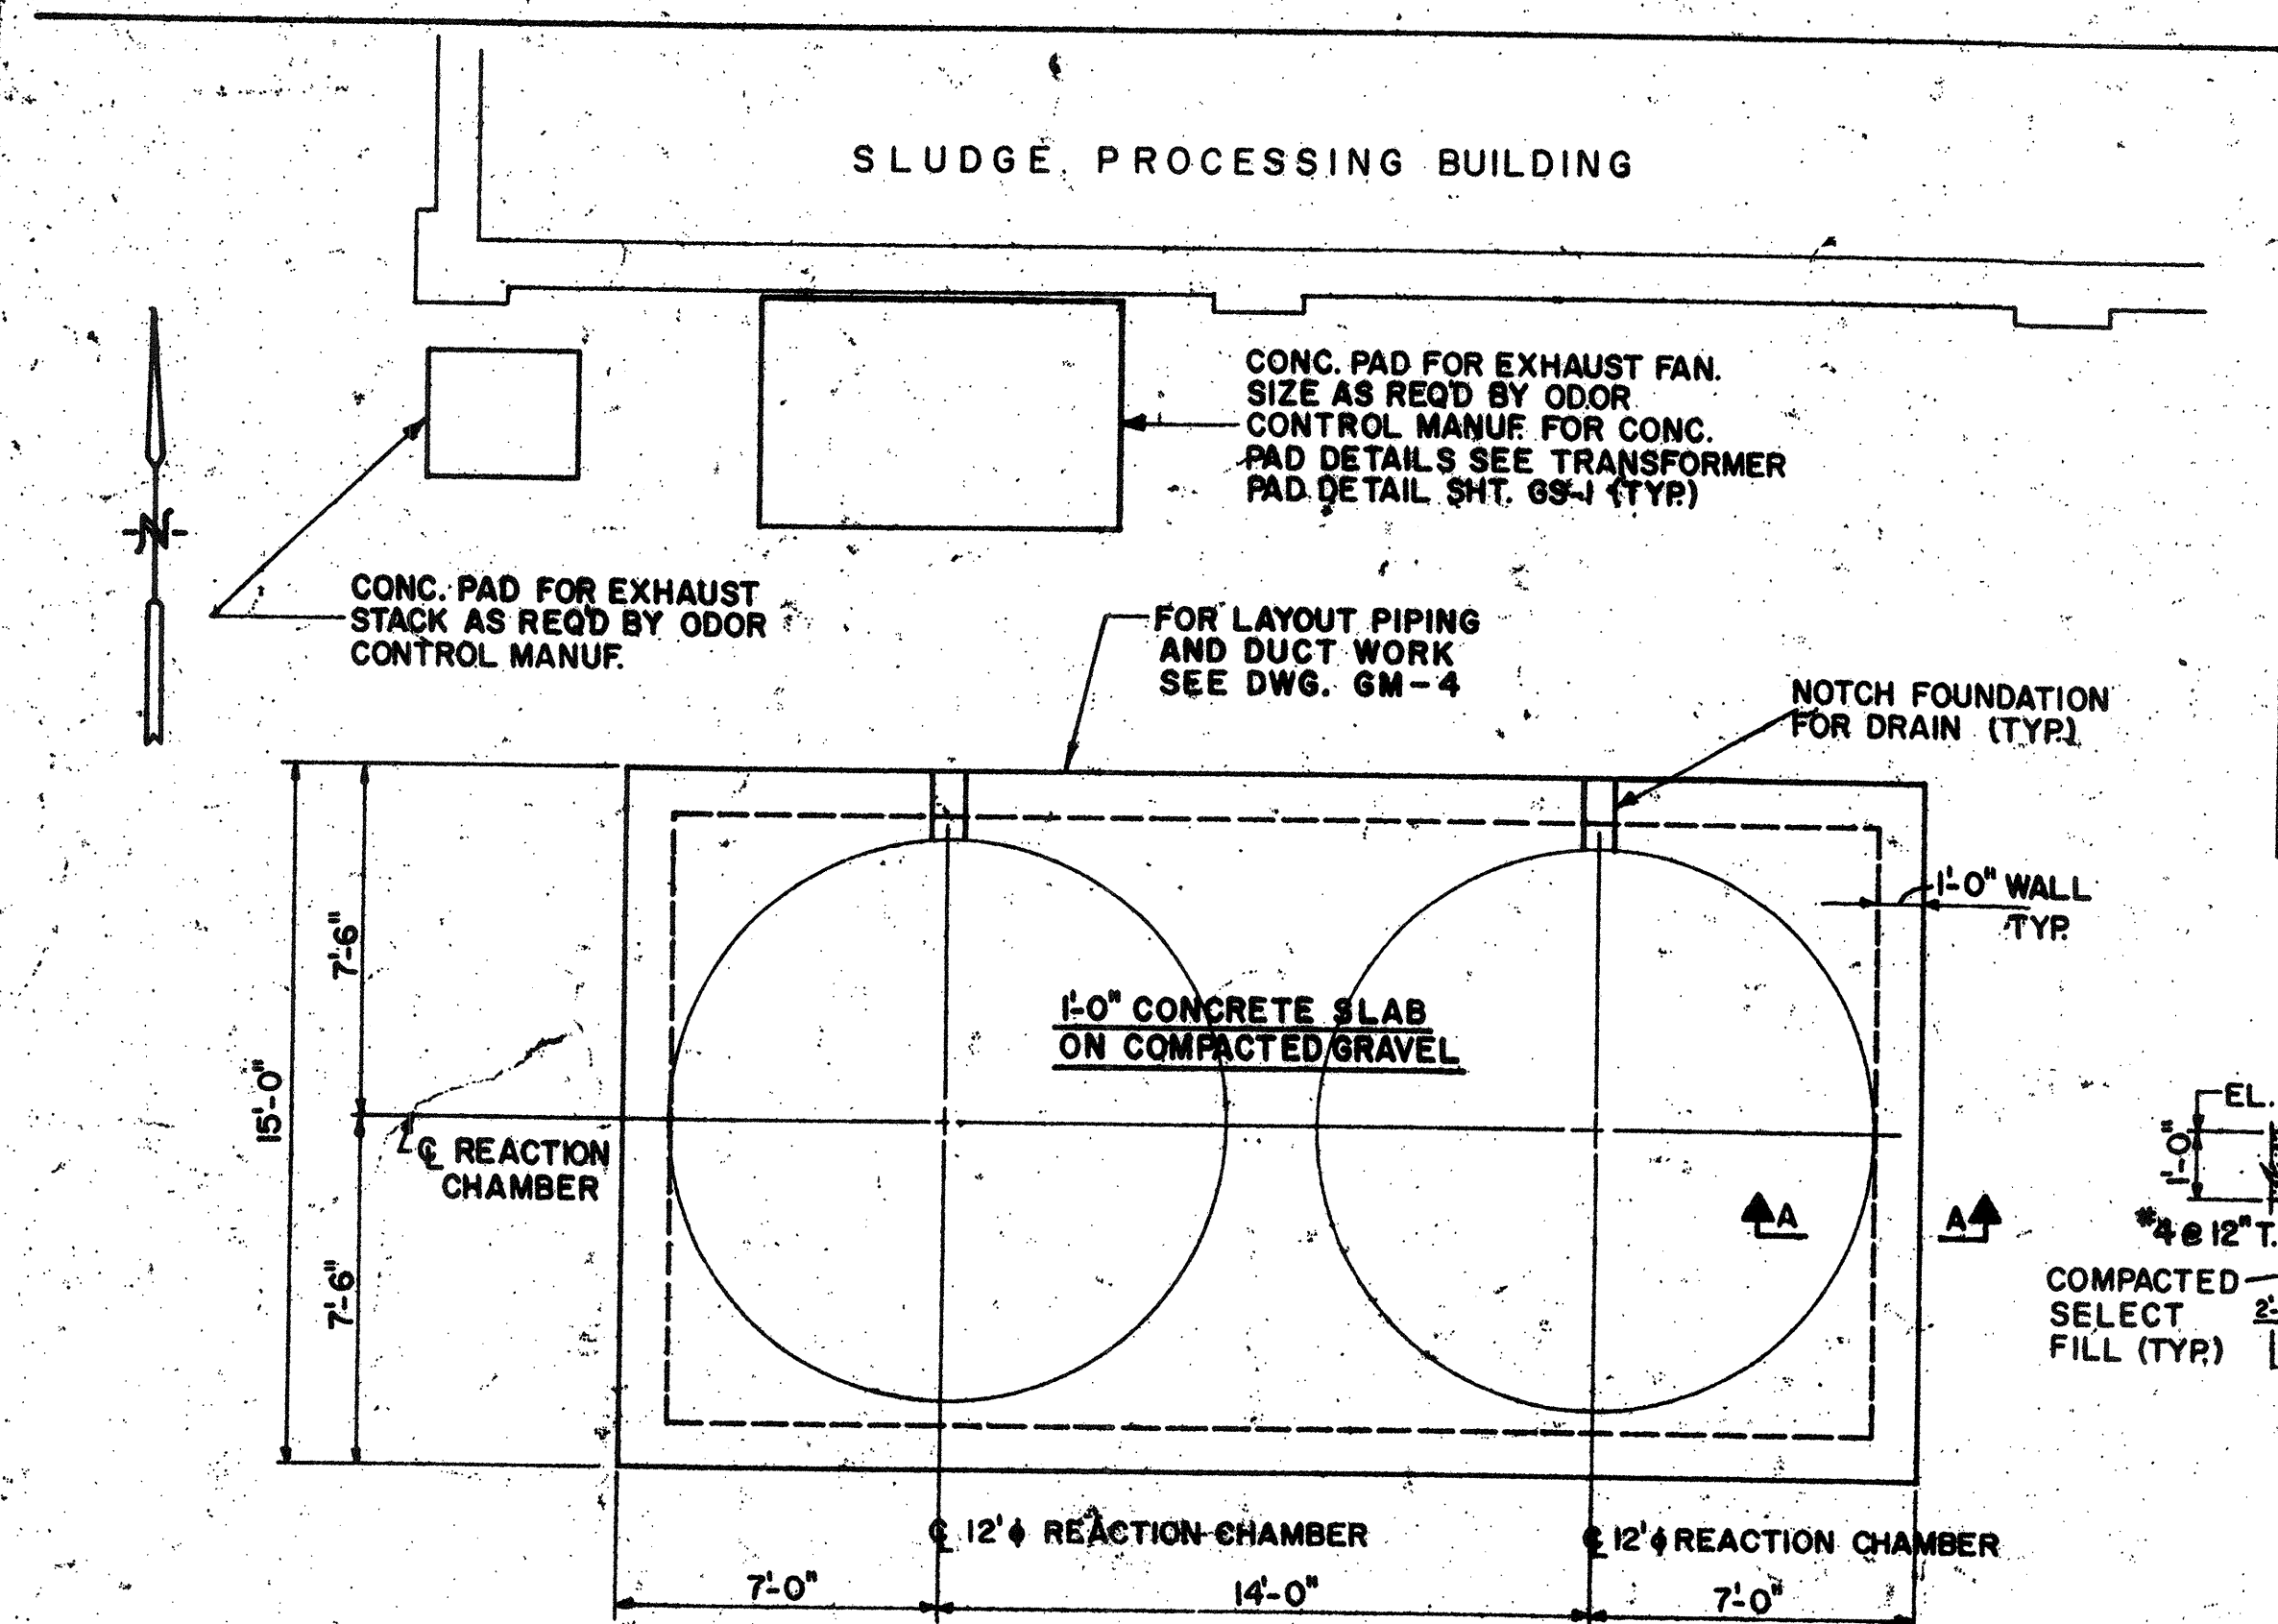 SLUDGE PROCESSING BUILDING
CONC. PAD FOR EXHAUST FAN.
SIZE AS REQ'D BY ODOR
CONTROL MANUF. FOR CONC.
PAD DETAILS SEE TRANSFORMER
PAD DETAIL SHT. GS-1 (TYP.)
N
CONC. PAD FOR EXHAUST
STACK AS REQ'D BY ODOR
CONTROL MANUF.
FOR LAYOUT PIPING
AND DUCT WORK
SEE DWG. GM-4
NOTCH FOUNDATION
FOR DRAIN (TYP.)
1'-0" WALL
TYP.
7'-6"
15'-0"
7'-6"
1'-0" CONCRETE SLAB
ON COMPACTED GRAVEL
℄ REACTION
CHAMBER
A
A
EL.
1'-0"
#4@12" T.
COMPACTED
SELECT
FILL (TYP.)
2'-
℄ 12'ϕ REACTION CHAMBER
℄ 12'ϕ REACTION CHAMBER
7'-0"
14'-0"
7'-0"